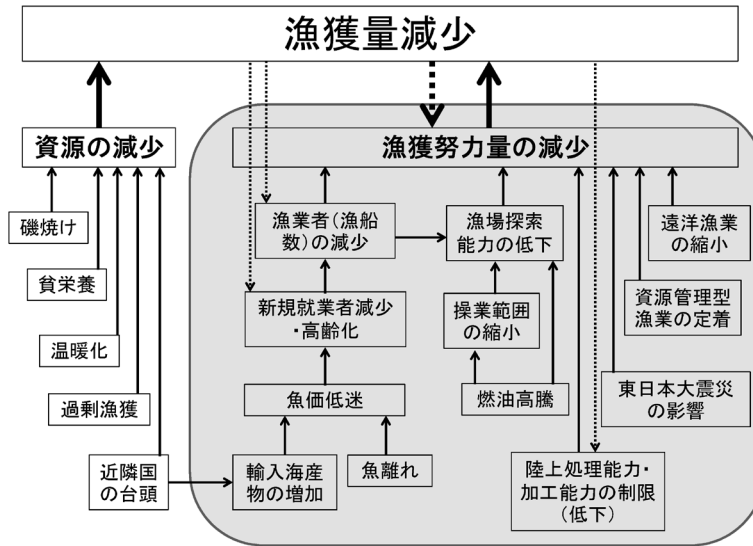 漁獲量減少
資源の減少
漁獲努力量の減少
磯焼け
貧栄養
温暖化
過剰漁獲
近隣国
の台頭
漁業者(漁船
数)の減少
新規就業者減少
・高齢化
魚価低迷
輸入海産
物の増加
魚離れ
漁場探索
能力の低下
操業範囲
の縮小
燃油高騰
陸上処理能力・
加工能力の制限
(低下)
遠洋漁業
の縮小
資源管理型
漁業の定着
東日本大震災
の影響